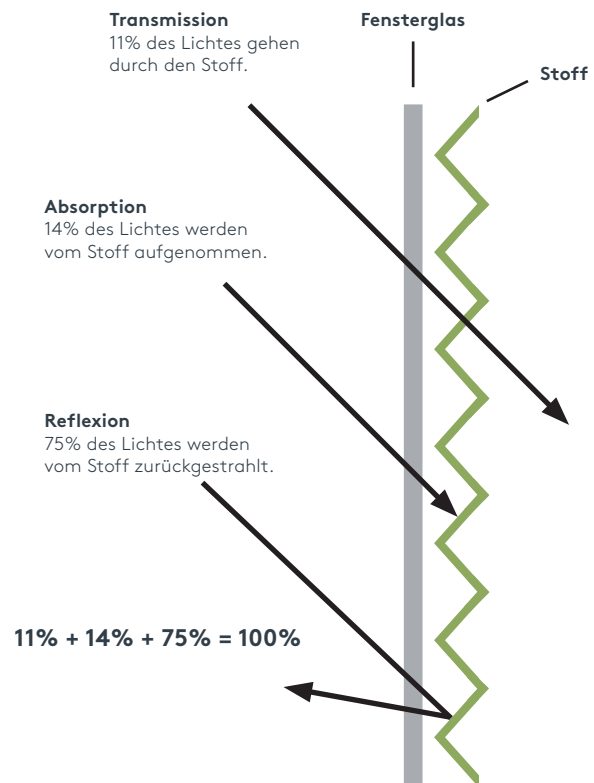 Transmission
11% des Lichtes gehen
durch den Stoff.
Fensterglas
Stoff
Absorption
14% des Lichtes werden
vom Stoff aufgenommen.
Reflexion
75% des Lichtes werden
vom Stoff zurückgestrahlt.
11% + 14% + 75% = 100%